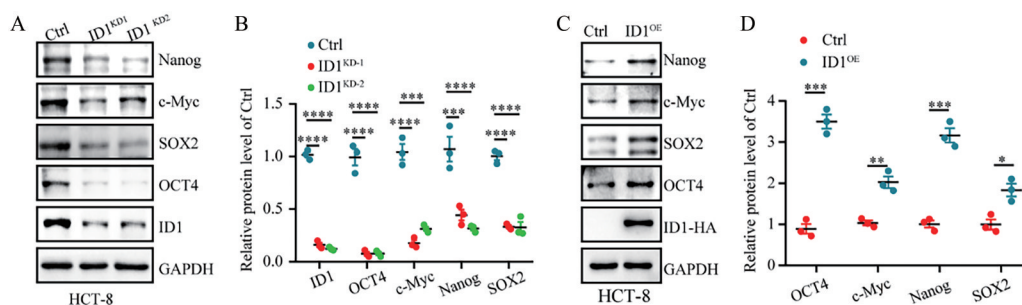 A
Ctrl ID1KD1 ID1KD2
Nanog
c-Myc
SOX2
OCT4
ID1
GAPDH
HCT-8
B
Ctrl
ID1KD-1
ID1KD-2
Relative protein level of Ctrl
1.5
1.0
0.5
0.0
**** **** *** *** ****
**** **** **** **** ****
ID1 OCT4 c-Myc Nanog SOX2
C
Ctrl ID1OE
Nanog
c-Myc
SOX2
OCT4
ID1-HA
GAPDH
HCT-8
D
Ctrl
ID1OE
Relative protein level of Ctrl
6
4
2
0
*** ** *** *
OCT4 c-Myc Nanog SOX2